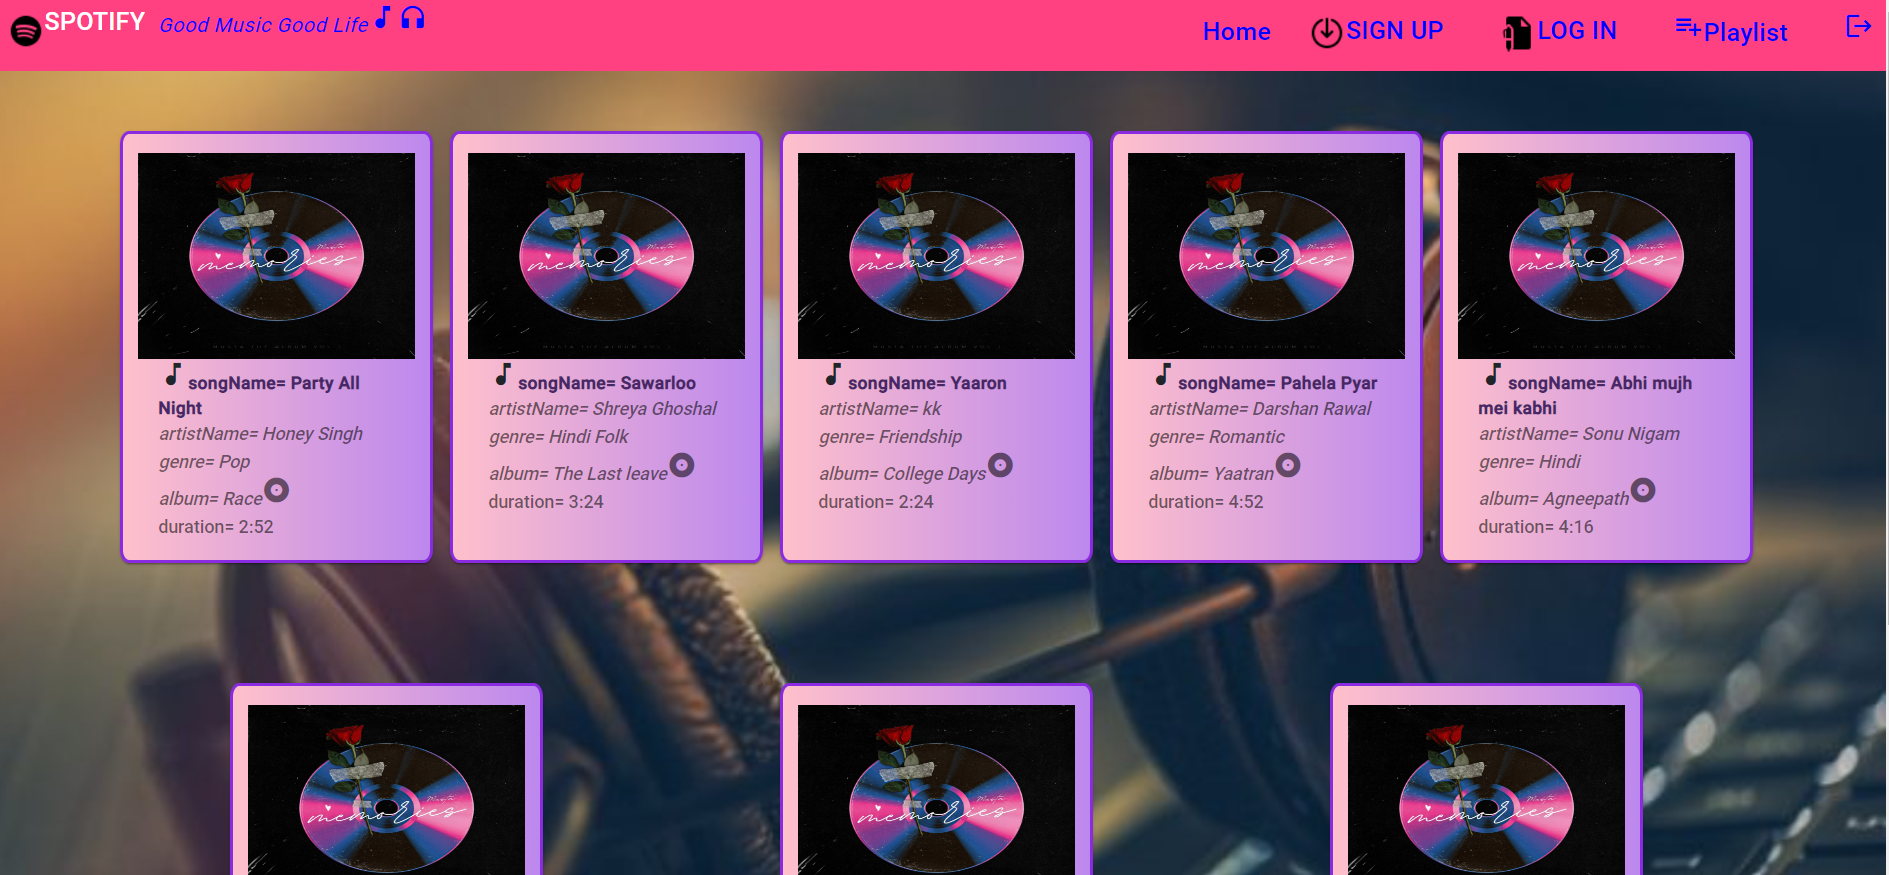 SPOTIFY Good Music Good Life Home SIGN UP LOG IN Playlist
memories
songName= Party All
Night
artistName= Honey Singh
genre= Pop
album= Race
duration= 2:52
memories
songName= Sawarloo
artistName= Shreya Ghoshal
genre= Hindi Folk
album= The Last leave
duration= 3:24
memories
songName= Yaaron
artistName= kk
genre= Friendship
album= College Days
duration= 2:24
memories
songName= Pahela Pyar
artistName= Darshan Rawal
genre= Romantic
album= Yaatran
duration= 4:52
memories
songName= Abhi mujh
mei kabhi
artistName= Sonu Nigam
genre= Hindi
album= Agneepath
duration= 4:16
memories
memories
memories